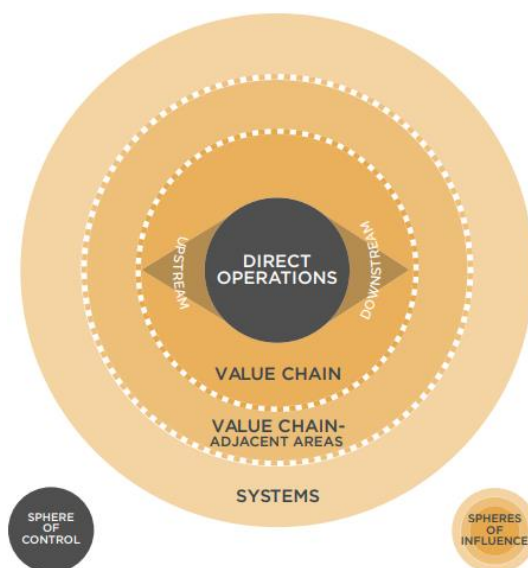 DIRECT
OPERATIONS
UPSTREAM
DOWNSTREAM
VALUE CHAIN
VALUE CHAIN-
ADJACENT AREAS
SYSTEMS
SPHERE
OF
CONTROL
SPHERES
OF
INFLUENCE